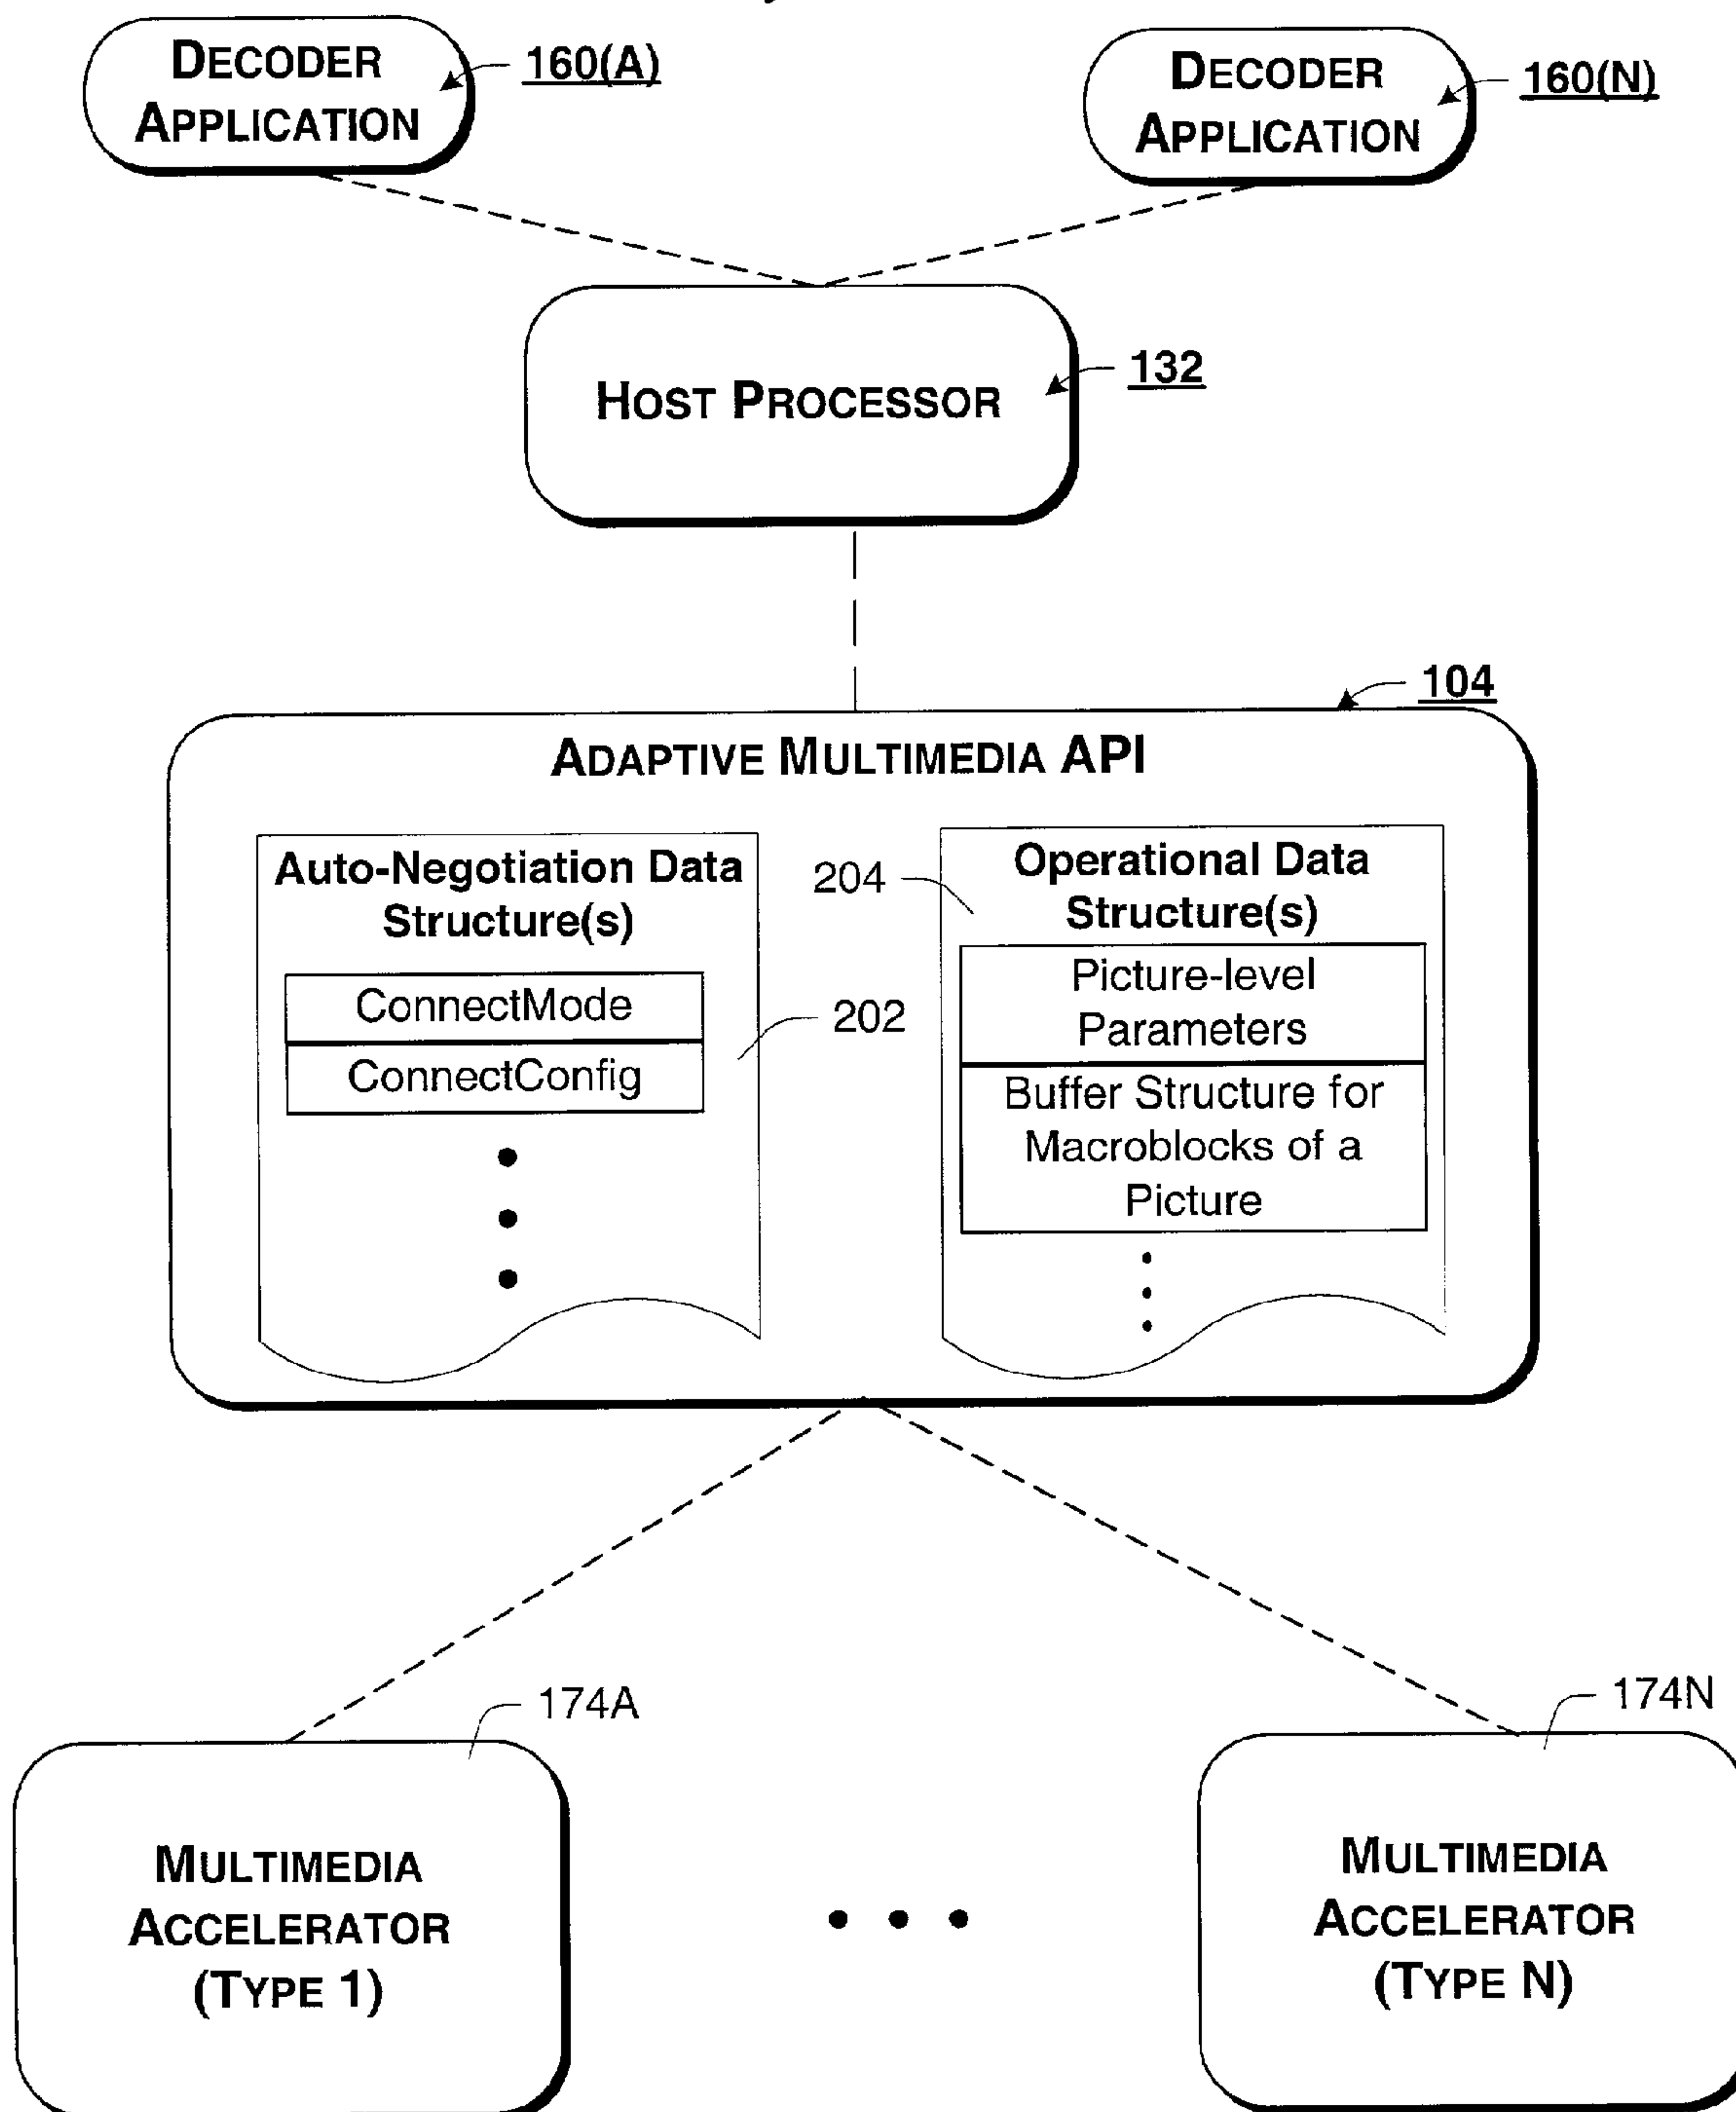 DECODER
APPLICATION
160(A)
DECODER
APPLICATION
160(N)
HOST PROCESSOR
132
104
ADAPTIVE MULTIMEDIA API
Auto-Negotiation Data
Structure(s)
ConnectMode
ConnectConfig
202
204
Operational Data
Structure(s)
Picture-level
Parameters
Buffer Structure for
Macroblocks of a
Picture
174A
MULTIMEDIA
ACCELERATOR
(TYPE 1)
174N
MULTIMEDIA
ACCELERATOR
(TYPE N)